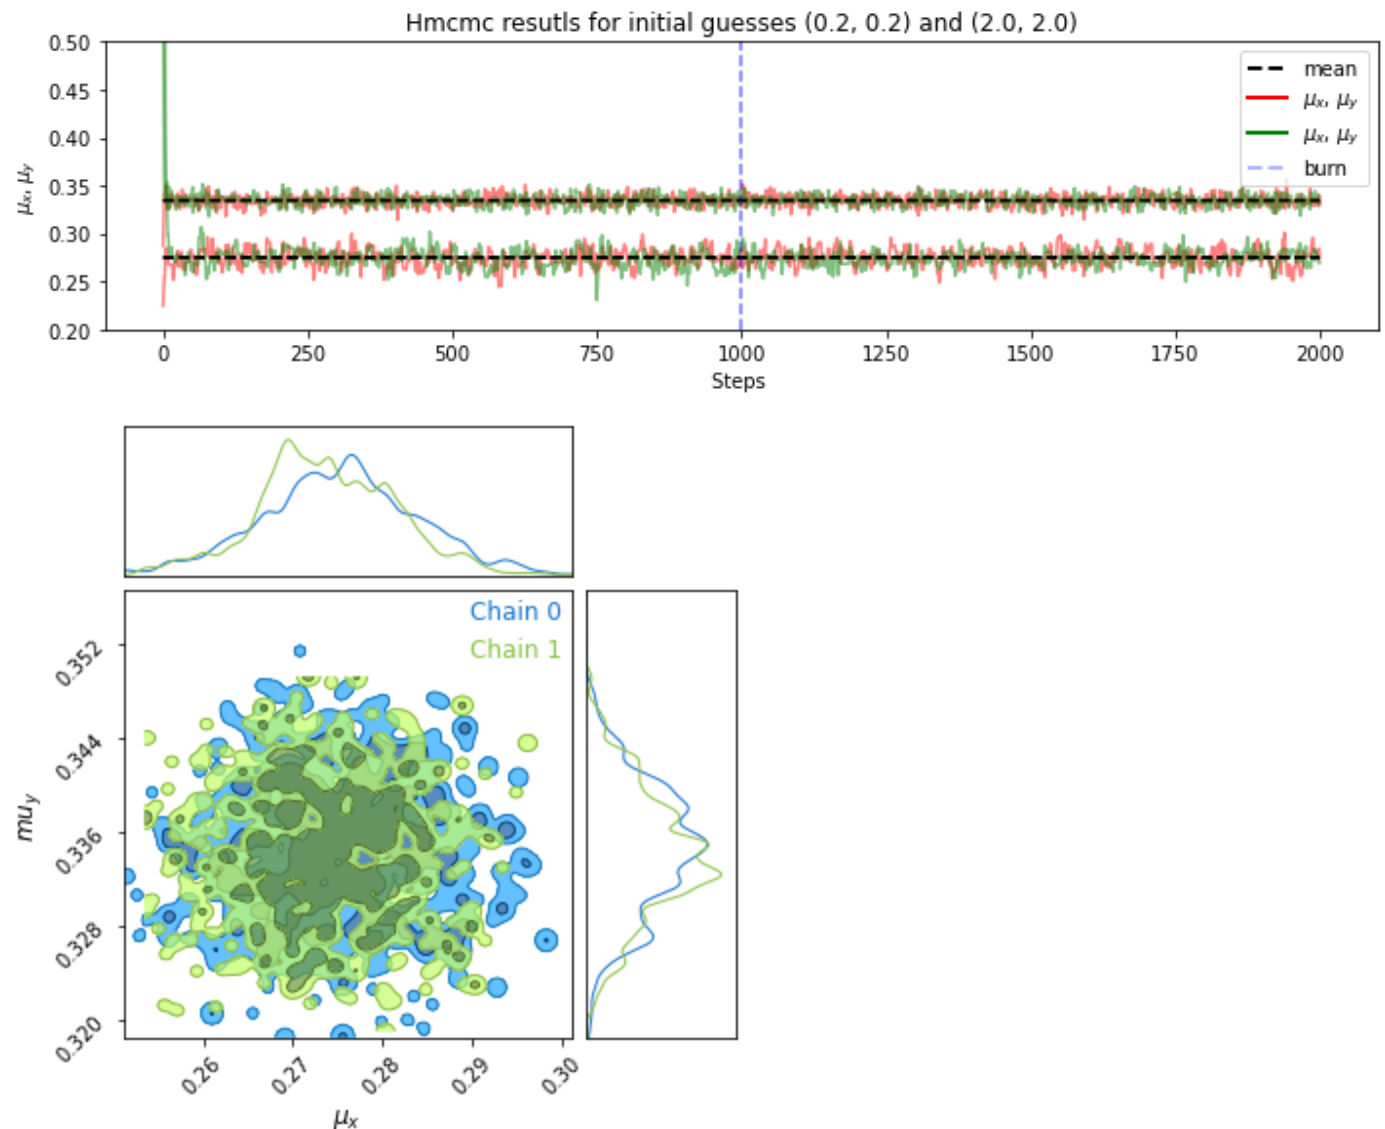 Hmcmc resutls for initial guesses (0.2, 0.2) and (2.0, 2.0)
0.50
0.45
0.40
0.35
0.30
0.25
0.20
μx, μy
mean
μx, μy
μx, μy
burn
0 250 500 750 1000 1250 1500 1750 2000
Steps
Chain 0
Chain 1
0.352
0.344
0.336
0.328
0.320
muy
0.26 0.27 0.28 0.29 0.30
μx